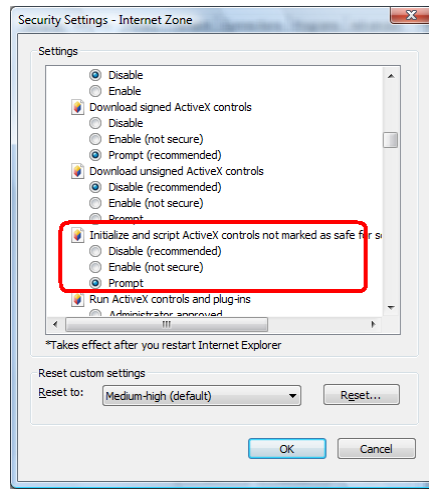 Security Settings - Internet Zone
Settings
Disable
Enable
Download signed ActiveX controls
Disable
Enable (not secure)
Prompt (recommended)
Download unsigned ActiveX controls
Disable (recommended)
Enable (not secure)
Prompt
Initialize and script ActiveX controls not marked as safe for s
Disable (recommended)
Enable (not secure)
Prompt
Run ActiveX controls and plug-ins
Administrator approved
*Takes effect after you restart Internet Explorer
Reset custom settings
Reset to: Medium-high (default) Reset...
OK Cancel